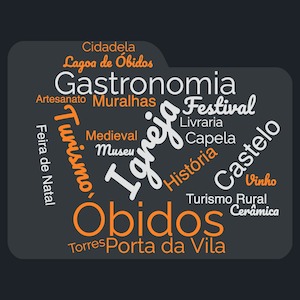 Cidadela
Lagoa de Óbidos
Gastronomia
Artesanato
Muralhas
Festival
Turismo
Livraria
Igreja
Medieval
Capela
Museu
Feira de Natal
História
Castelo
Vinho
Turismo Rural
Cerâmica
Óbidos
Torres
Porta da Vila